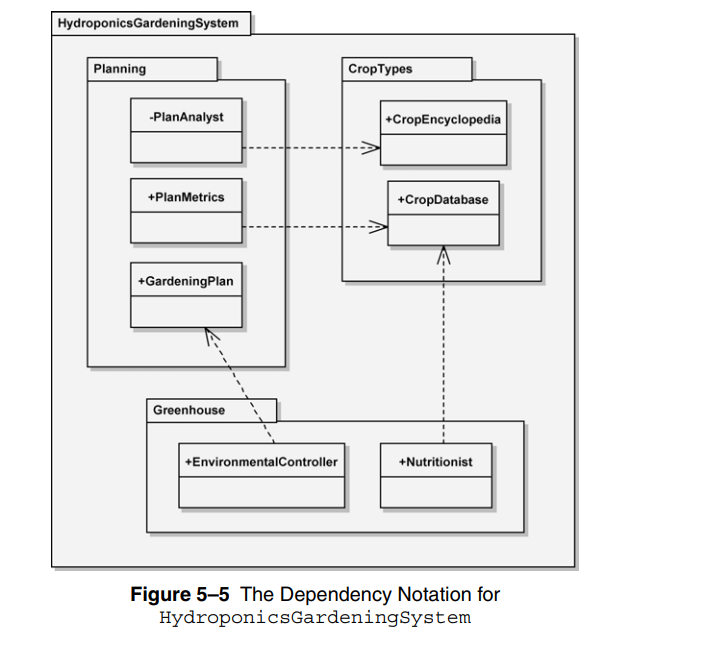 HydroponicsGardeningSystem
Planning
-PlanAnalyst
+PlanMetrics
+GardeningPlan
CropTypes
+CropEncyclopedia
+CropDatabase
Greenhouse
+EnvironmentalController
+Nutritionist
Figure 5–5 The Dependency Notation for
HydroponicsGardeningSystem